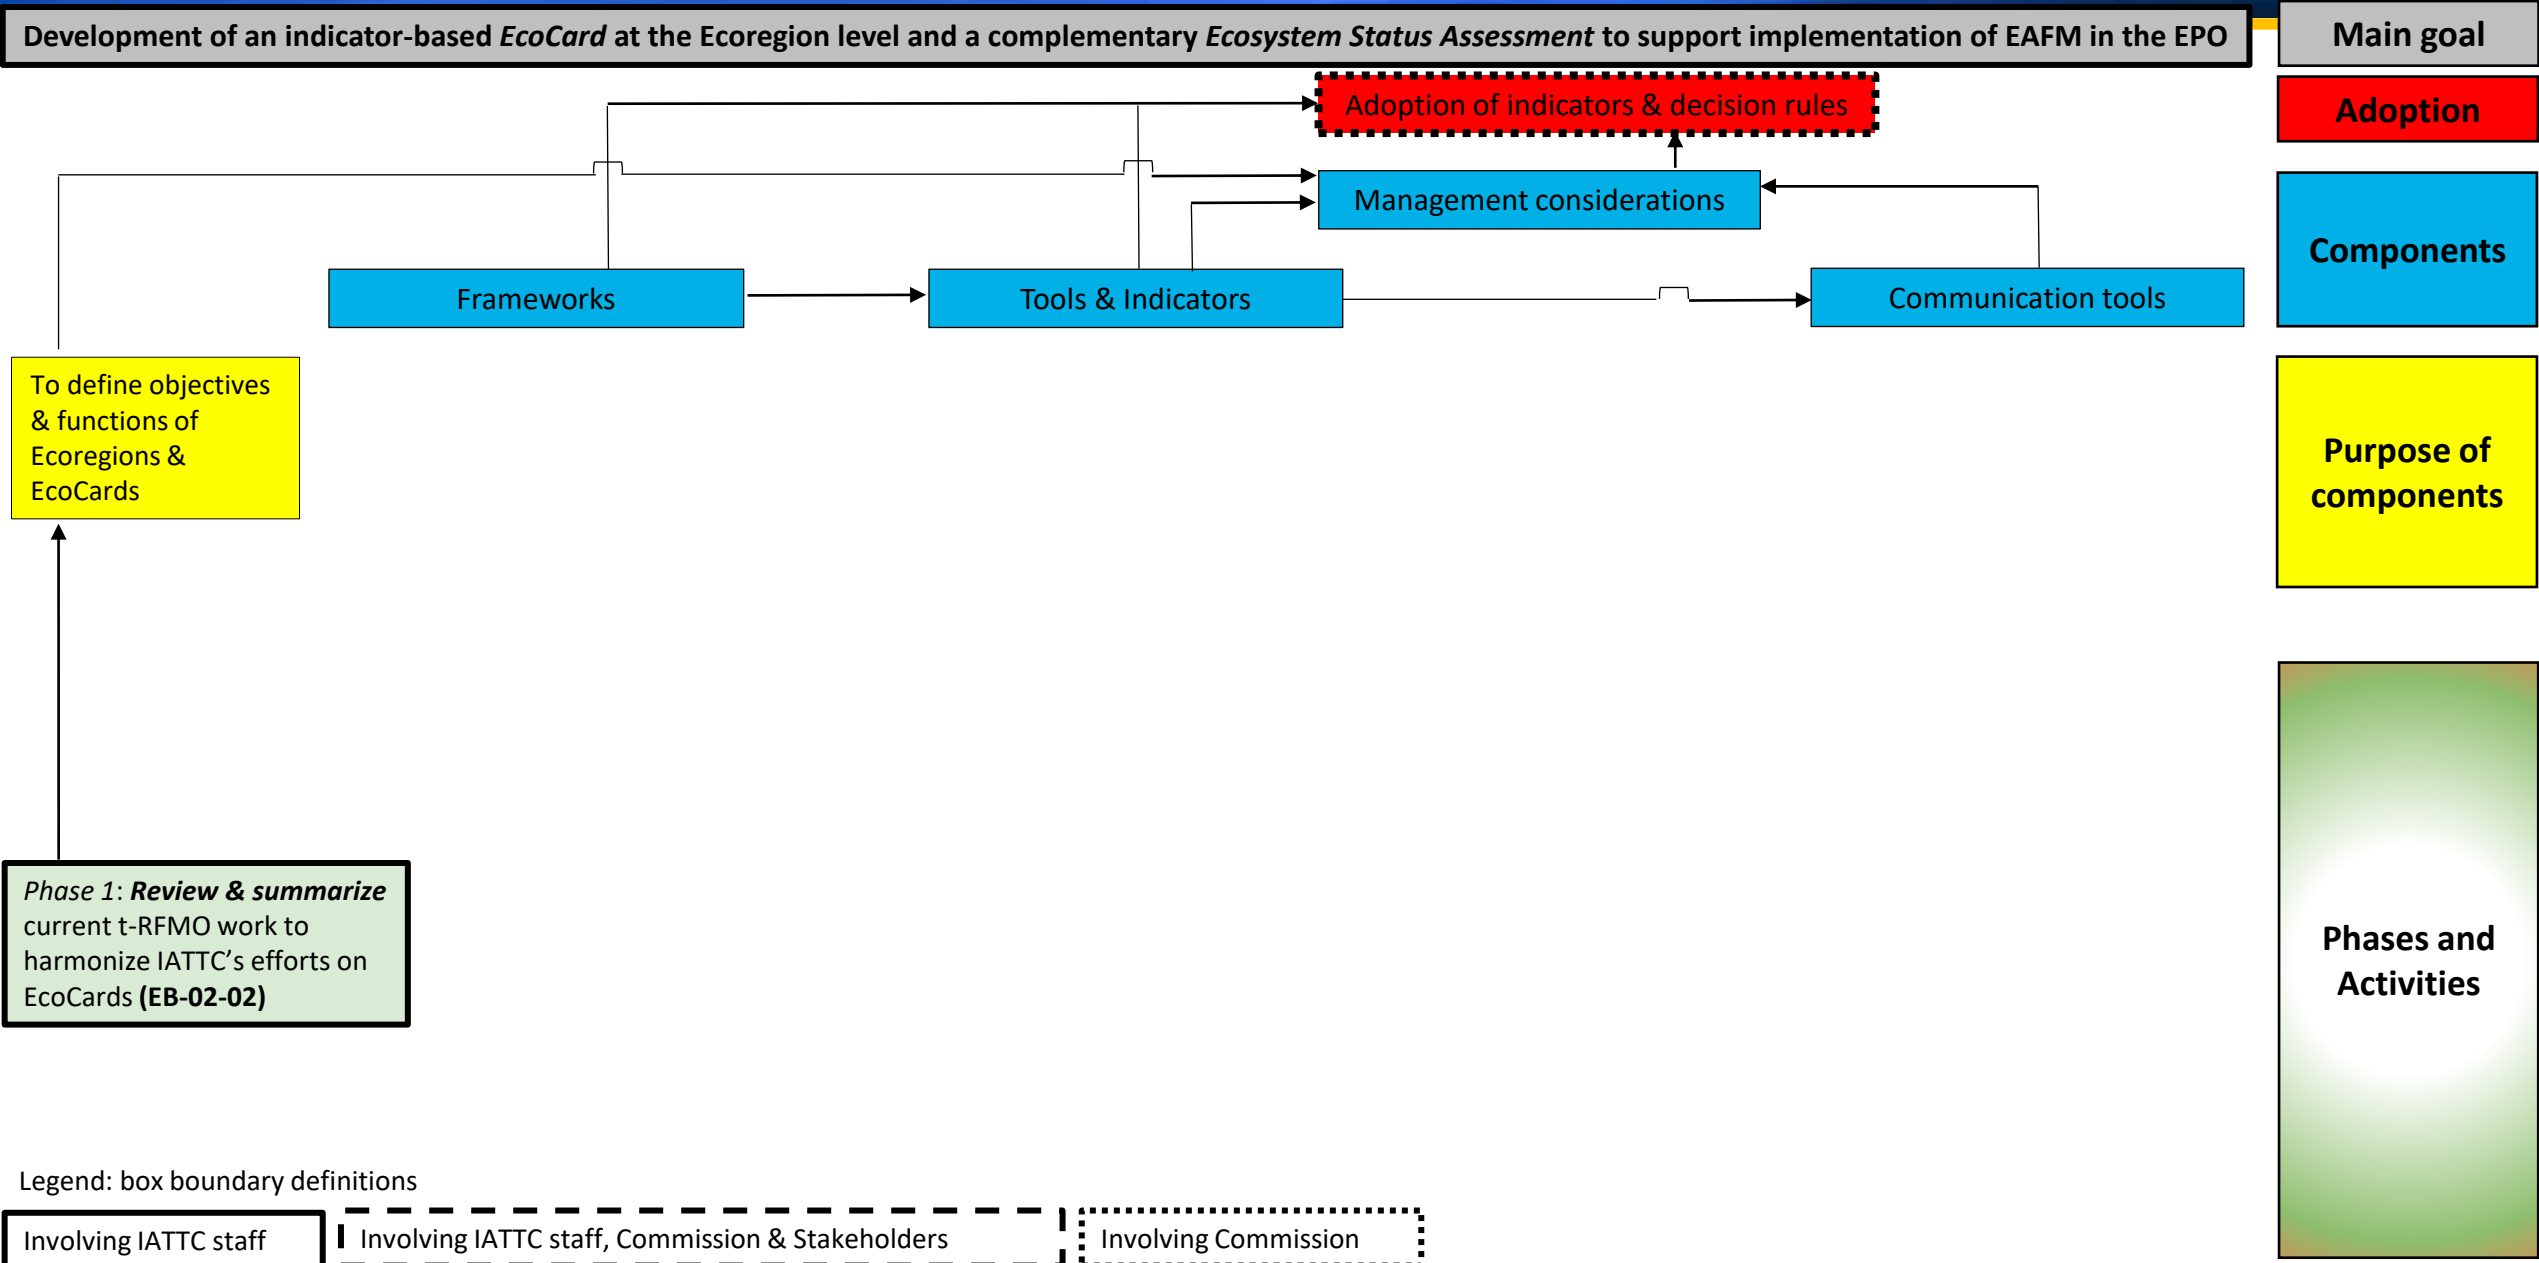 Development of an indicator-based EcoCard at the Ecoregion level and a complementary Ecosystem Status Assessment to support implementation of EAFM in the EPO
Main goal
Adoption of indicators & decision rules
Adoption
Management considerations
Components
Frameworks
Tools & Indicators
Communication tools
To define objectives
& functions of
Ecoregions &
EcoCards
Purpose of
components
Phase 1: Review & summarize
current t-RFMO work to
harmonize IATTC’s efforts on
EcoCards (EB-02-02)
Phases and
Activities
Legend: box boundary definitions
Involving IATTC staff
Involving IATTC staff, Commission & Stakeholders
Involving Commission